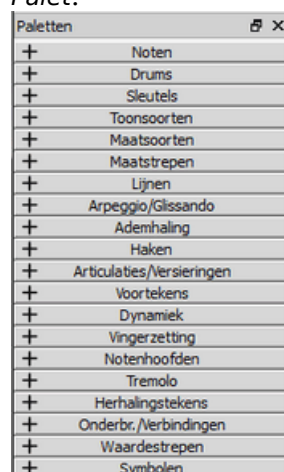 Palet.
Paletten
Noten
Drums
Sleutels
Toonsoorten
Maatsoorten
Maatstrepen
Lijnen
Arpeggio/Glissando
Ademhaling
Haken
Articulaties/Versieringen
Voortekens
Dynamiek
Vingerzetting
Notenhoofden
Tremolo
Herhalingstekens
Onderbr./Verbindingen
Waardestrepen
Symbolen